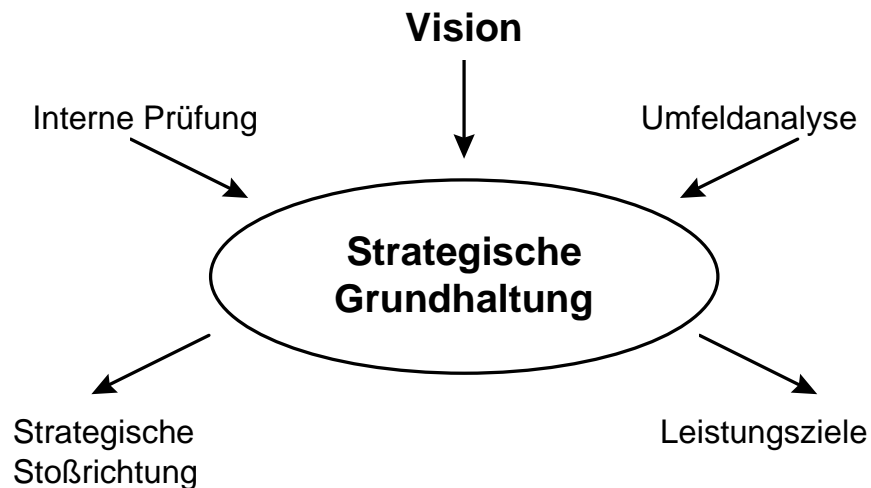 Vision
Interne Prüfung
Umfeldanalyse
Strategische
Grundhaltung
Strategische
Stoßrichtung
Leistungsziele